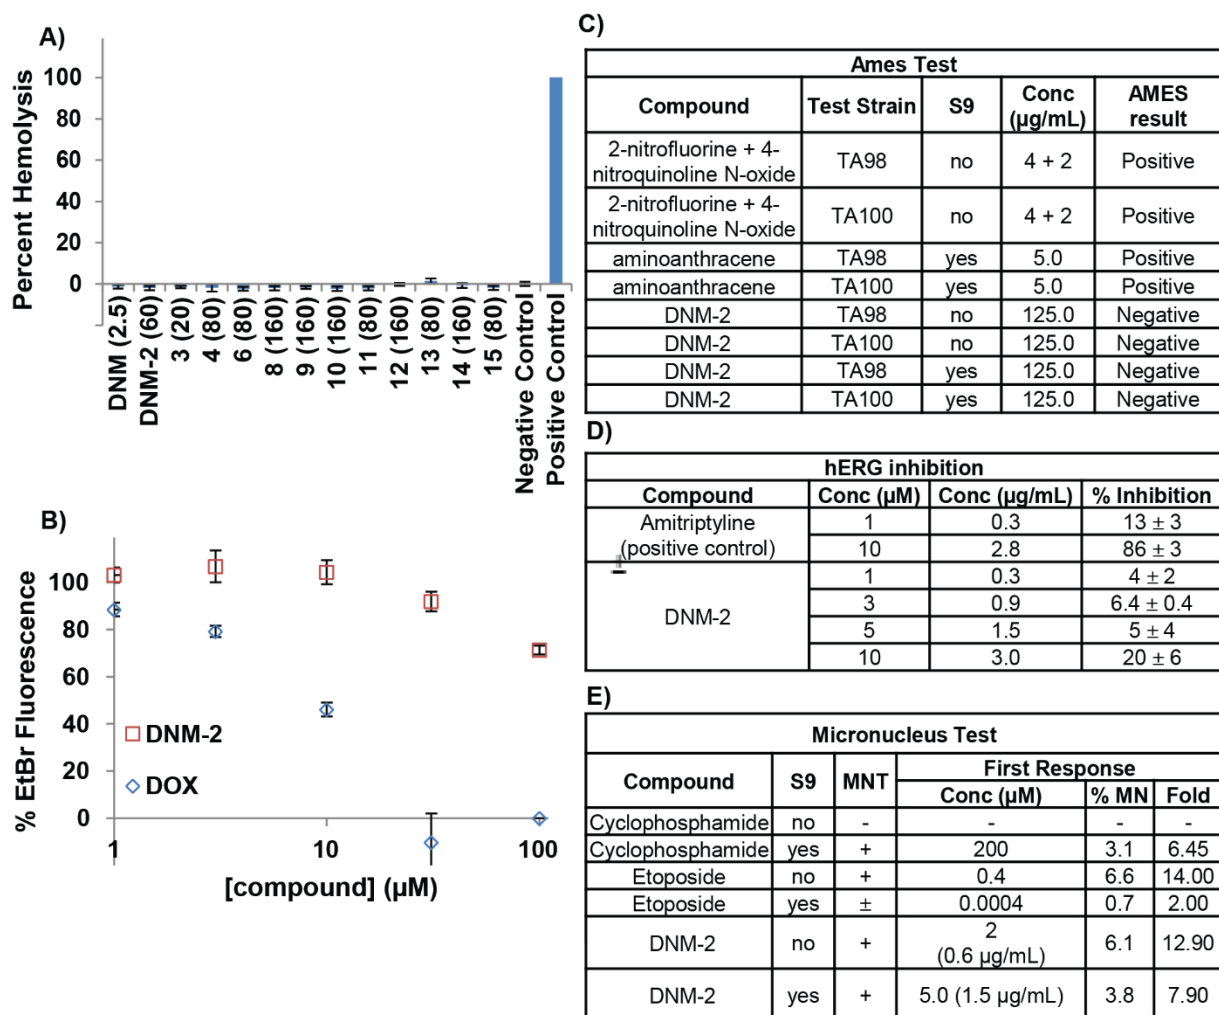 A)
Percent Hemolysis
100
80
60
40
20
0
DNM (2.5)
DNM-2 (60)
3 (20)
4 (80)
6 (80)
8 (160)
9 (160)
10 (160)
11 (80)
12 (160)
13 (80)
14 (160)
15 (80)
Negative Control
Positive Control
B)
% EtBr Fluorescence
100
80
60
40
20
0
DNM-2
DOX
1 10 100
[compound] (µM)
C)
Ames Test
Compound Test Strain S9 Conc (µg/mL) AMES result
2-nitrofluorine + 4-
nitroquinoline N-oxide TA98 no 4 + 2 Positive
2-nitrofluorine + 4-
nitroquinoline N-oxide TA100 no 4 + 2 Positive
aminoanthracene TA98 yes 5.0 Positive
aminoanthracene TA100 yes 5.0 Positive
DNM-2 TA98 no 125.0 Negative
DNM-2 TA100 no 125.0 Negative
DNM-2 TA98 yes 125.0 Negative
DNM-2 TA100 yes 125.0 Negative
D)
hERG inhibition
Compound Conc (µM) Conc (µg/mL) % Inhibition
Amitriptyline
(positive control)
1 0.3 13 ± 3
10 2.8 86 ± 3
DNM-2
1 0.3 4 ± 2
3 0.9 6.4 ± 0.4
5 1.5 5 ± 4
10 3.0 20 ± 6
E)
Micronucleus Test
Compound S9 MNT First Response
Conc (µM) % MN Fold
Cyclophosphamide no - - - -
Cyclophosphamide yes + 200 3.1 6.45
Etoposide no + 0.4 6.6 14.00
Etoposide yes ± 0.0004 0.7 2.00
DNM-2 no + 2
(0.6 µg/mL) 6.1 12.90
DNM-2 yes + 5.0 (1.5 µg/mL) 3.8 7.90